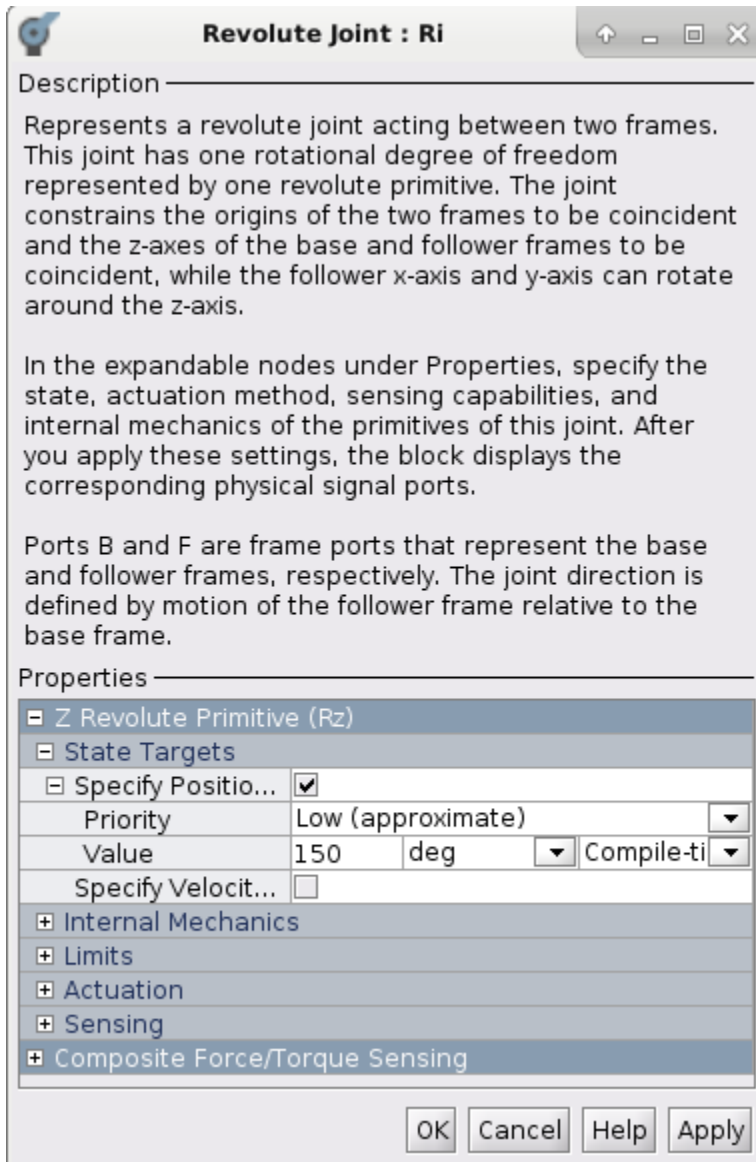 Revolute Joint : Ri
Description
Represents a revolute joint acting between two frames.
This joint has one rotational degree of freedom
represented by one revolute primitive. The joint
constrains the origins of the two frames to be coincident
and the z-axes of the base and follower frames to be
coincident, while the follower x-axis and y-axis can rotate
around the z-axis.
In the expandable nodes under Properties, specify the
state, actuation method, sensing capabilities, and
internal mechanics of the primitives of this joint. After
you apply these settings, the block displays the
corresponding physical signal ports.
Ports B and F are frame ports that represent the base
and follower frames, respectively. The joint direction is
defined by motion of the follower frame relative to the
base frame.
Properties
Z Revolute Primitive (Rz)
State Targets
Specify Positio...
Priority Low (approximate)
Value 150 deg Compile-ti
Specify Velocit...
Internal Mechanics
Limits
Actuation
Sensing
Composite Force/Torque Sensing
OK Cancel Help Apply